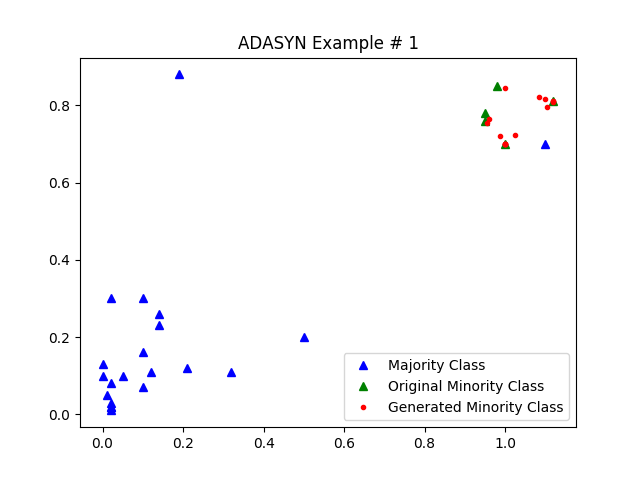 ADASYN Example # 1
0.8
0.6
0.4
0.2
0.0
0.0 0.2 0.4 0.6 0.8 1.0
Majority Class
Original Minority Class
Generated Minority Class